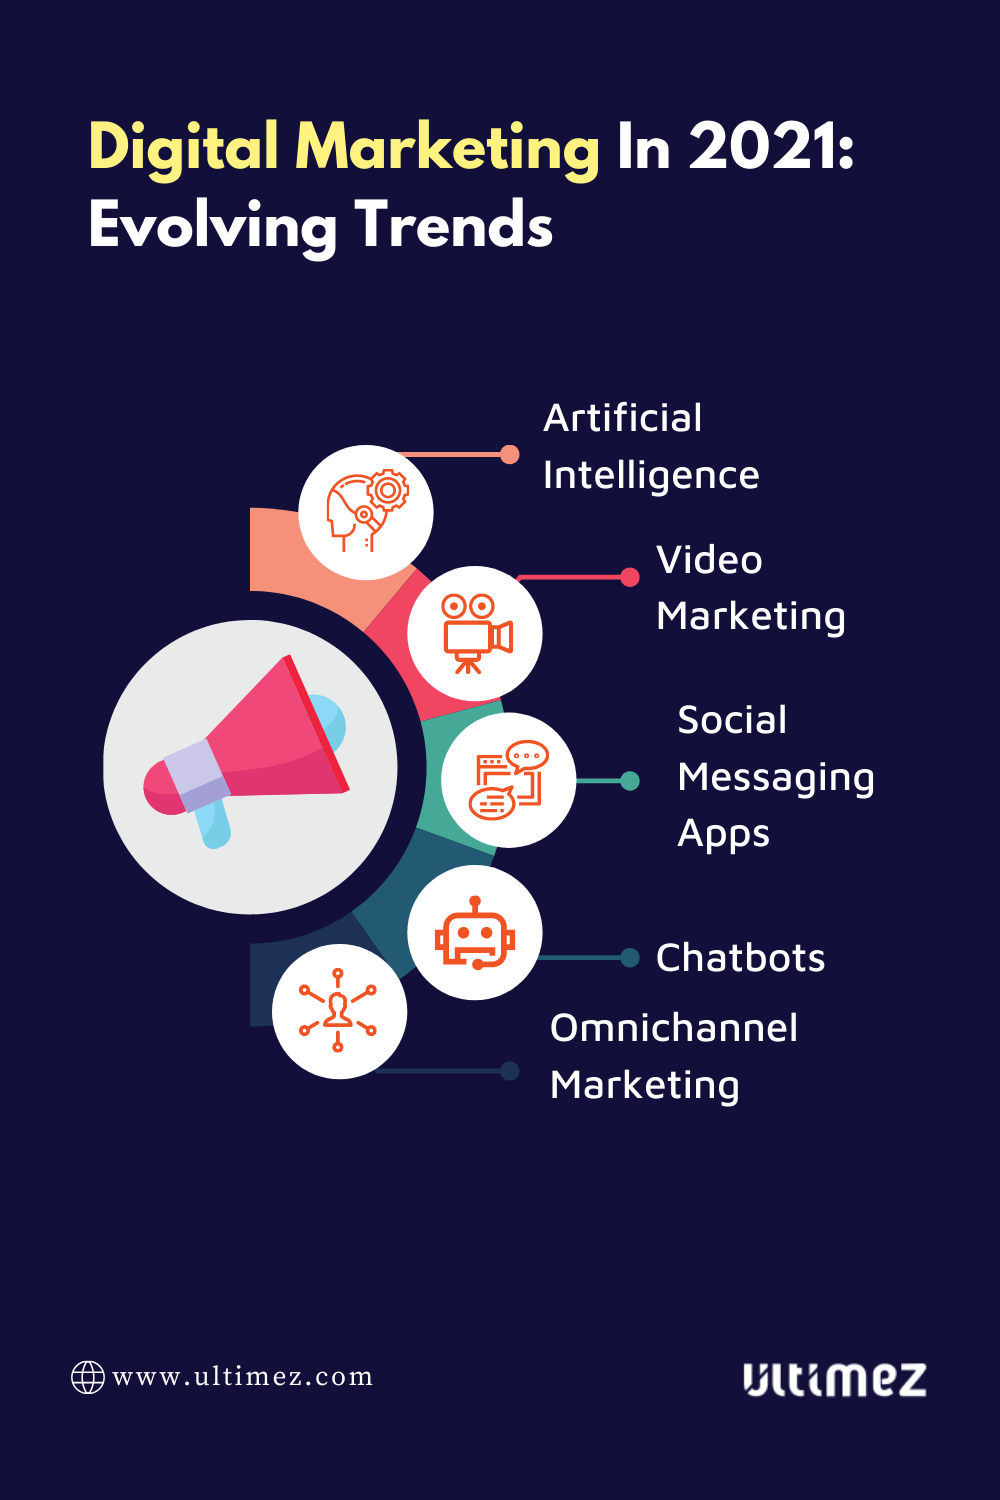 Digital Marketing In 2021:
Evolving Trends
Artificial
Intelligence
Video
Marketing
Social
Messaging
Apps
Chatbots
Omnichannel
Marketing
www.ultimez.com
ultimez